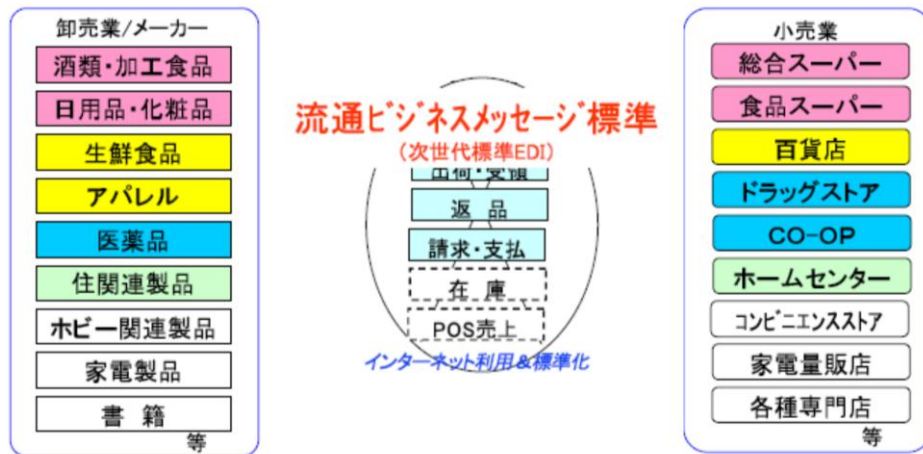 卸売業/メーカー
酒類・加工食品
日用品・化粧品
生鮮食品
アパレル
医薬品
住関連製品
ホビー関連製品
家電製品
書 籍
等
流通ビジネスメッセージ標準
(次世代標準EDI)
出荷・受領
返 品
請求・支払
在 庫
POS売上
インターネット利用&標準化
小売業
総合スーパー
食品スーパー
百貨店
ドラッグストア
CO-OP
ホームセンター
コンビニエンスストア
家電量販店
各種専門店
等